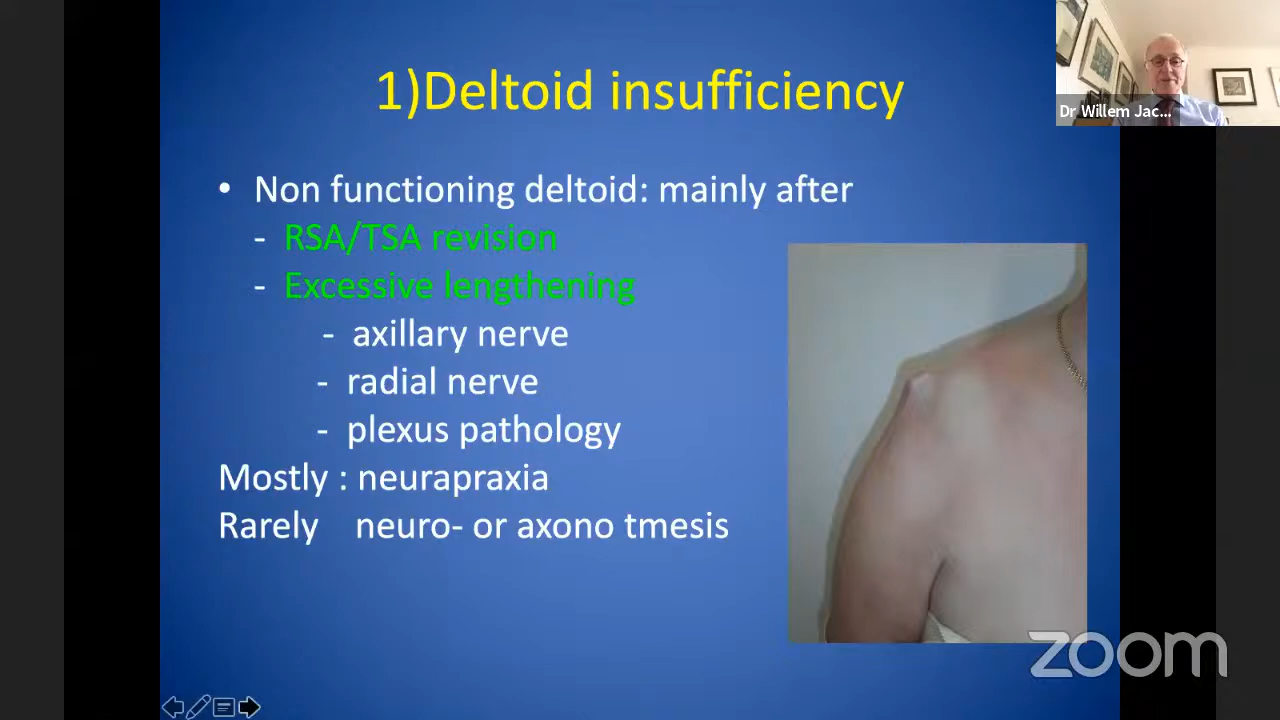 1)Deltoid insufficiency
Dr Willem Jac...
• Non functioning deltoid: mainly after
- RSA/TSA revision
- Excessive lengthening
- axillary nerve
- radial nerve
- plexus pathology
Mostly : neurapraxia
Rarely neuro- or axono tmesis
zoom